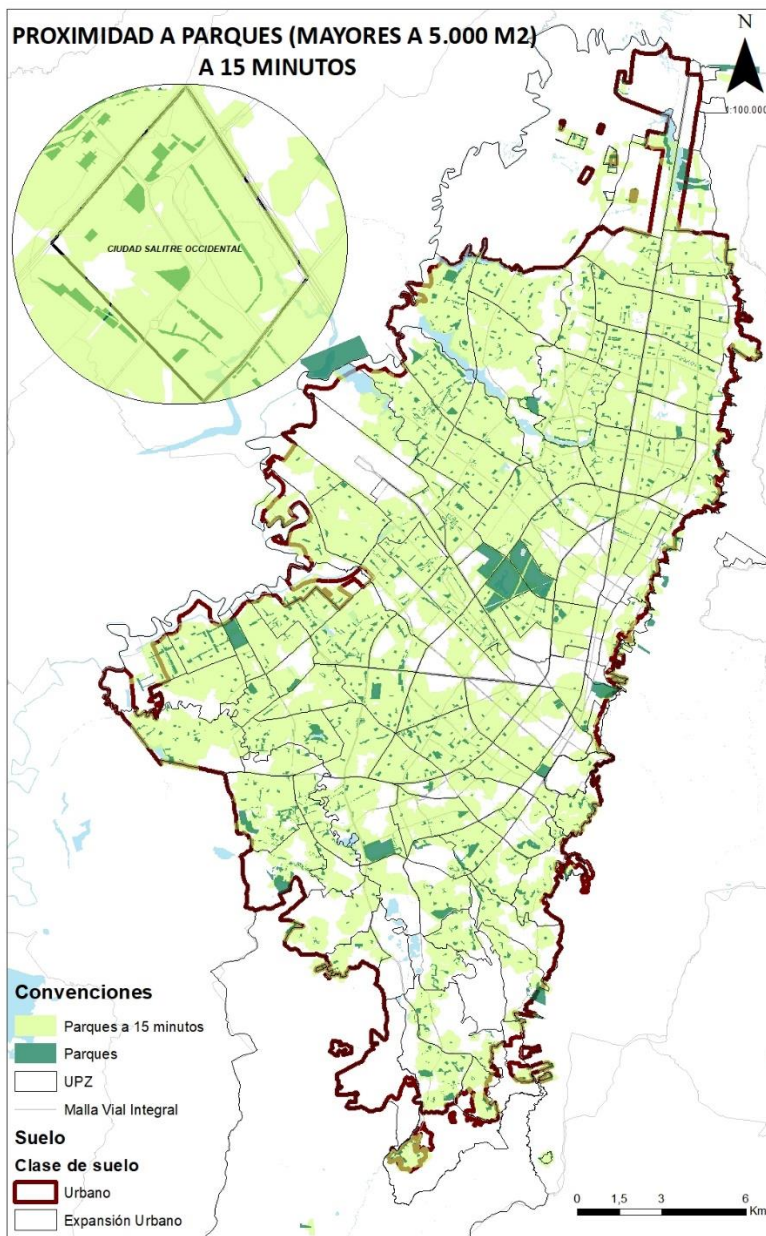 PROXIMIDAD A PARQUES (MAYORES A 5.000 M2)
A 15 MINUTOS
N
1:100.000
CIUDAD SALITRE OCCIDENTAL
Convenciones
Parques a 15 minutos
Parques
UPZ
Malla Vial Integral
Suelo
Clase de suelo
Urbano
Expansión Urbano
0 1,5 3 6
Km